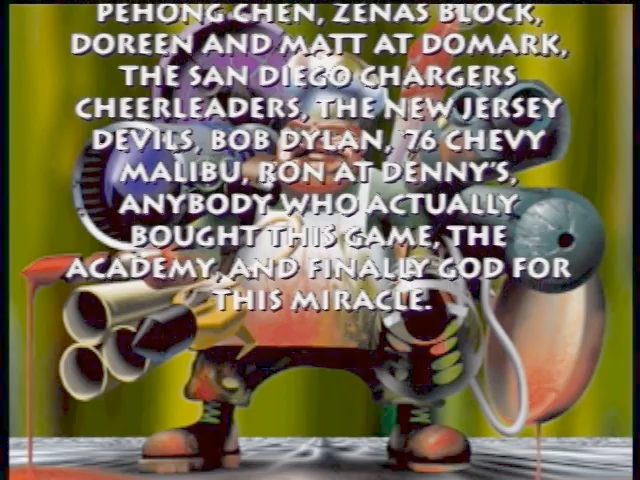 PEHONG CHEN, ZENAS BLOCK,
DOREEN AND MATT AT DOMARK,
THE SAN DIEGO CHARGERS
CHEERLEADERS, THE NEW JERSEY
DEVILS, BOB DYLAN, '76 CHEVY
MALIBU, RON AT DENNY'S,
ANYBODY WHO ACTUALLY
BOUGHT THIS GAME, THE
ACADEMY, AND FINALLY GOD FOR
THIS MIRACLE.